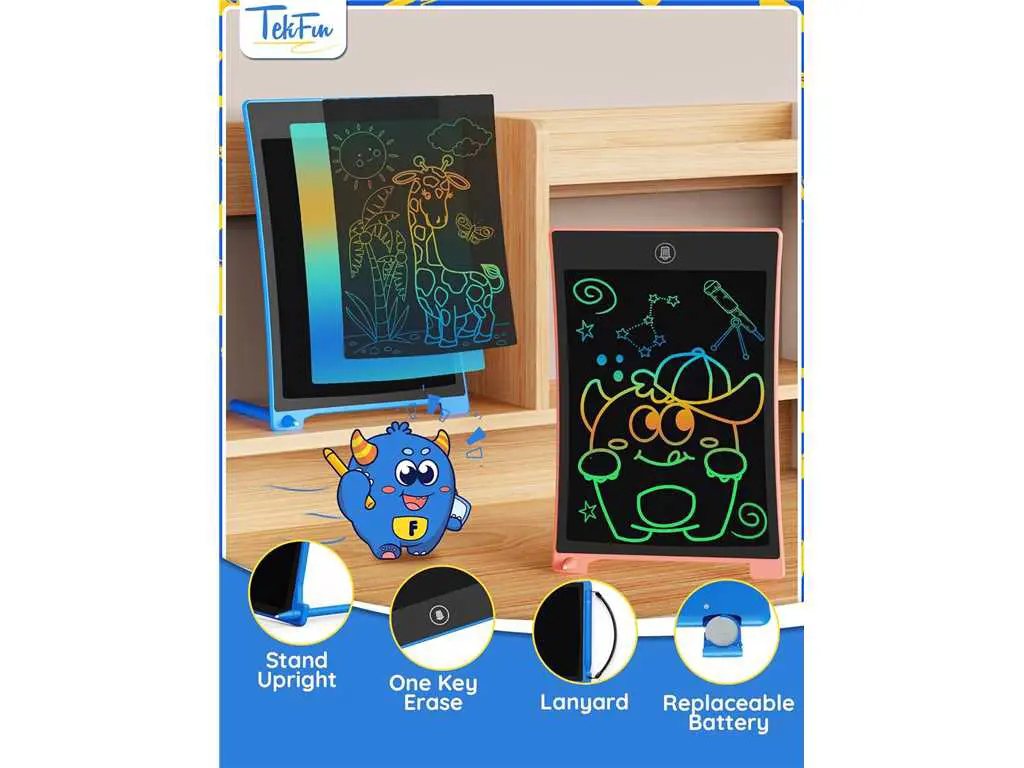 TekFun
F
Stand
Upright
One Key
Erase
Lanyard
Replaceable
Battery